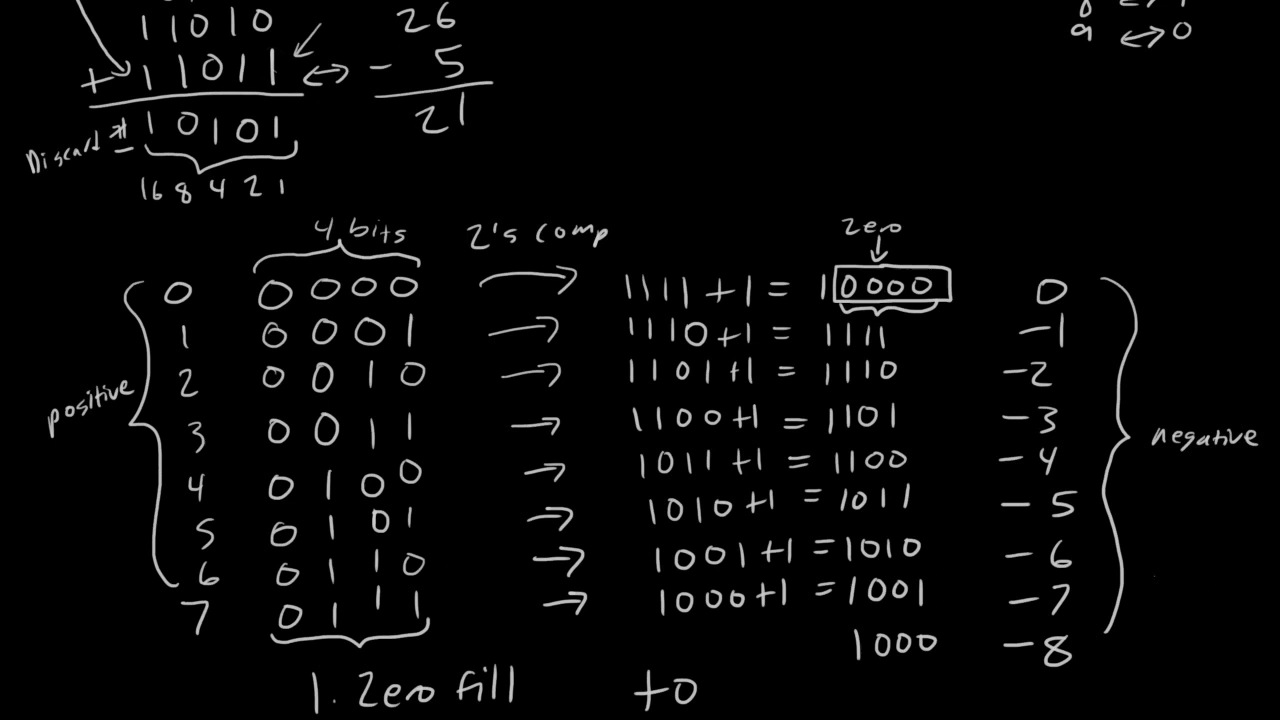 11010 26
+ 11011 ↔ - 5
Discard 1 10101 21
16 8 4 2 1
9 ↔ 0
4 bits 2's comp zero
0 0000 → 1111 + 1 = 10000 0
1 0001 → 1110 + 1 = 1111 -1
2 0010 → 1101 + 1 = 1110 -2
positive
3 0011 → 1100 + 1 = 1101 -3
negative
4 0100 → 1011 + 1 = 1100 -4
5 0101 → 1010 + 1 = 1011 -5
6 0110 → 1001 + 1 = 1010 -6
7 0111 → 1000 + 1 = 1001 -7
1000 -8
1. Zero fill to